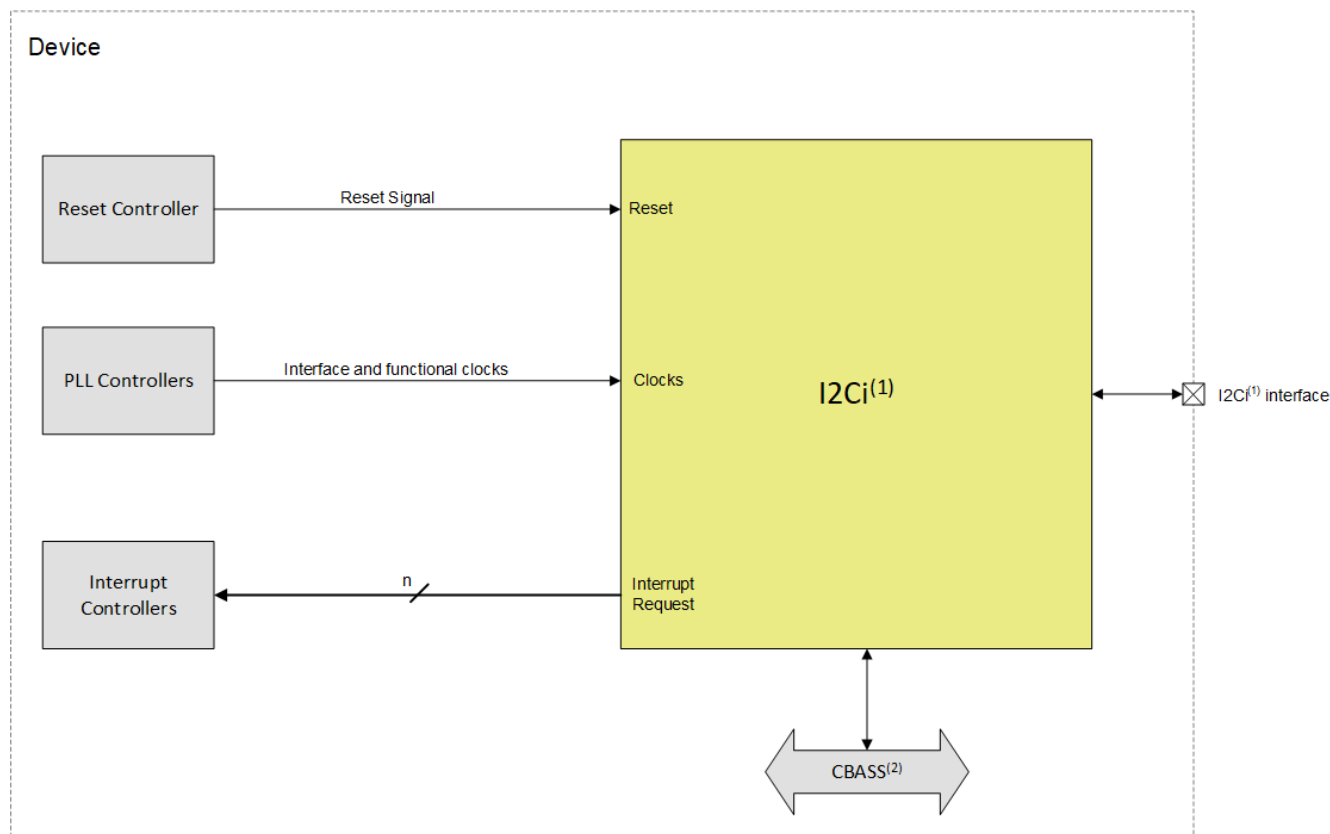 Device
Reset Controller
Reset Signal
Reset
PLL Controllers
Interface and functional clocks
Clocks
I2Ci(1)
I2Ci(1) interface
Interrupt
Controllers
n
Interrupt
Request
CBASS(2)